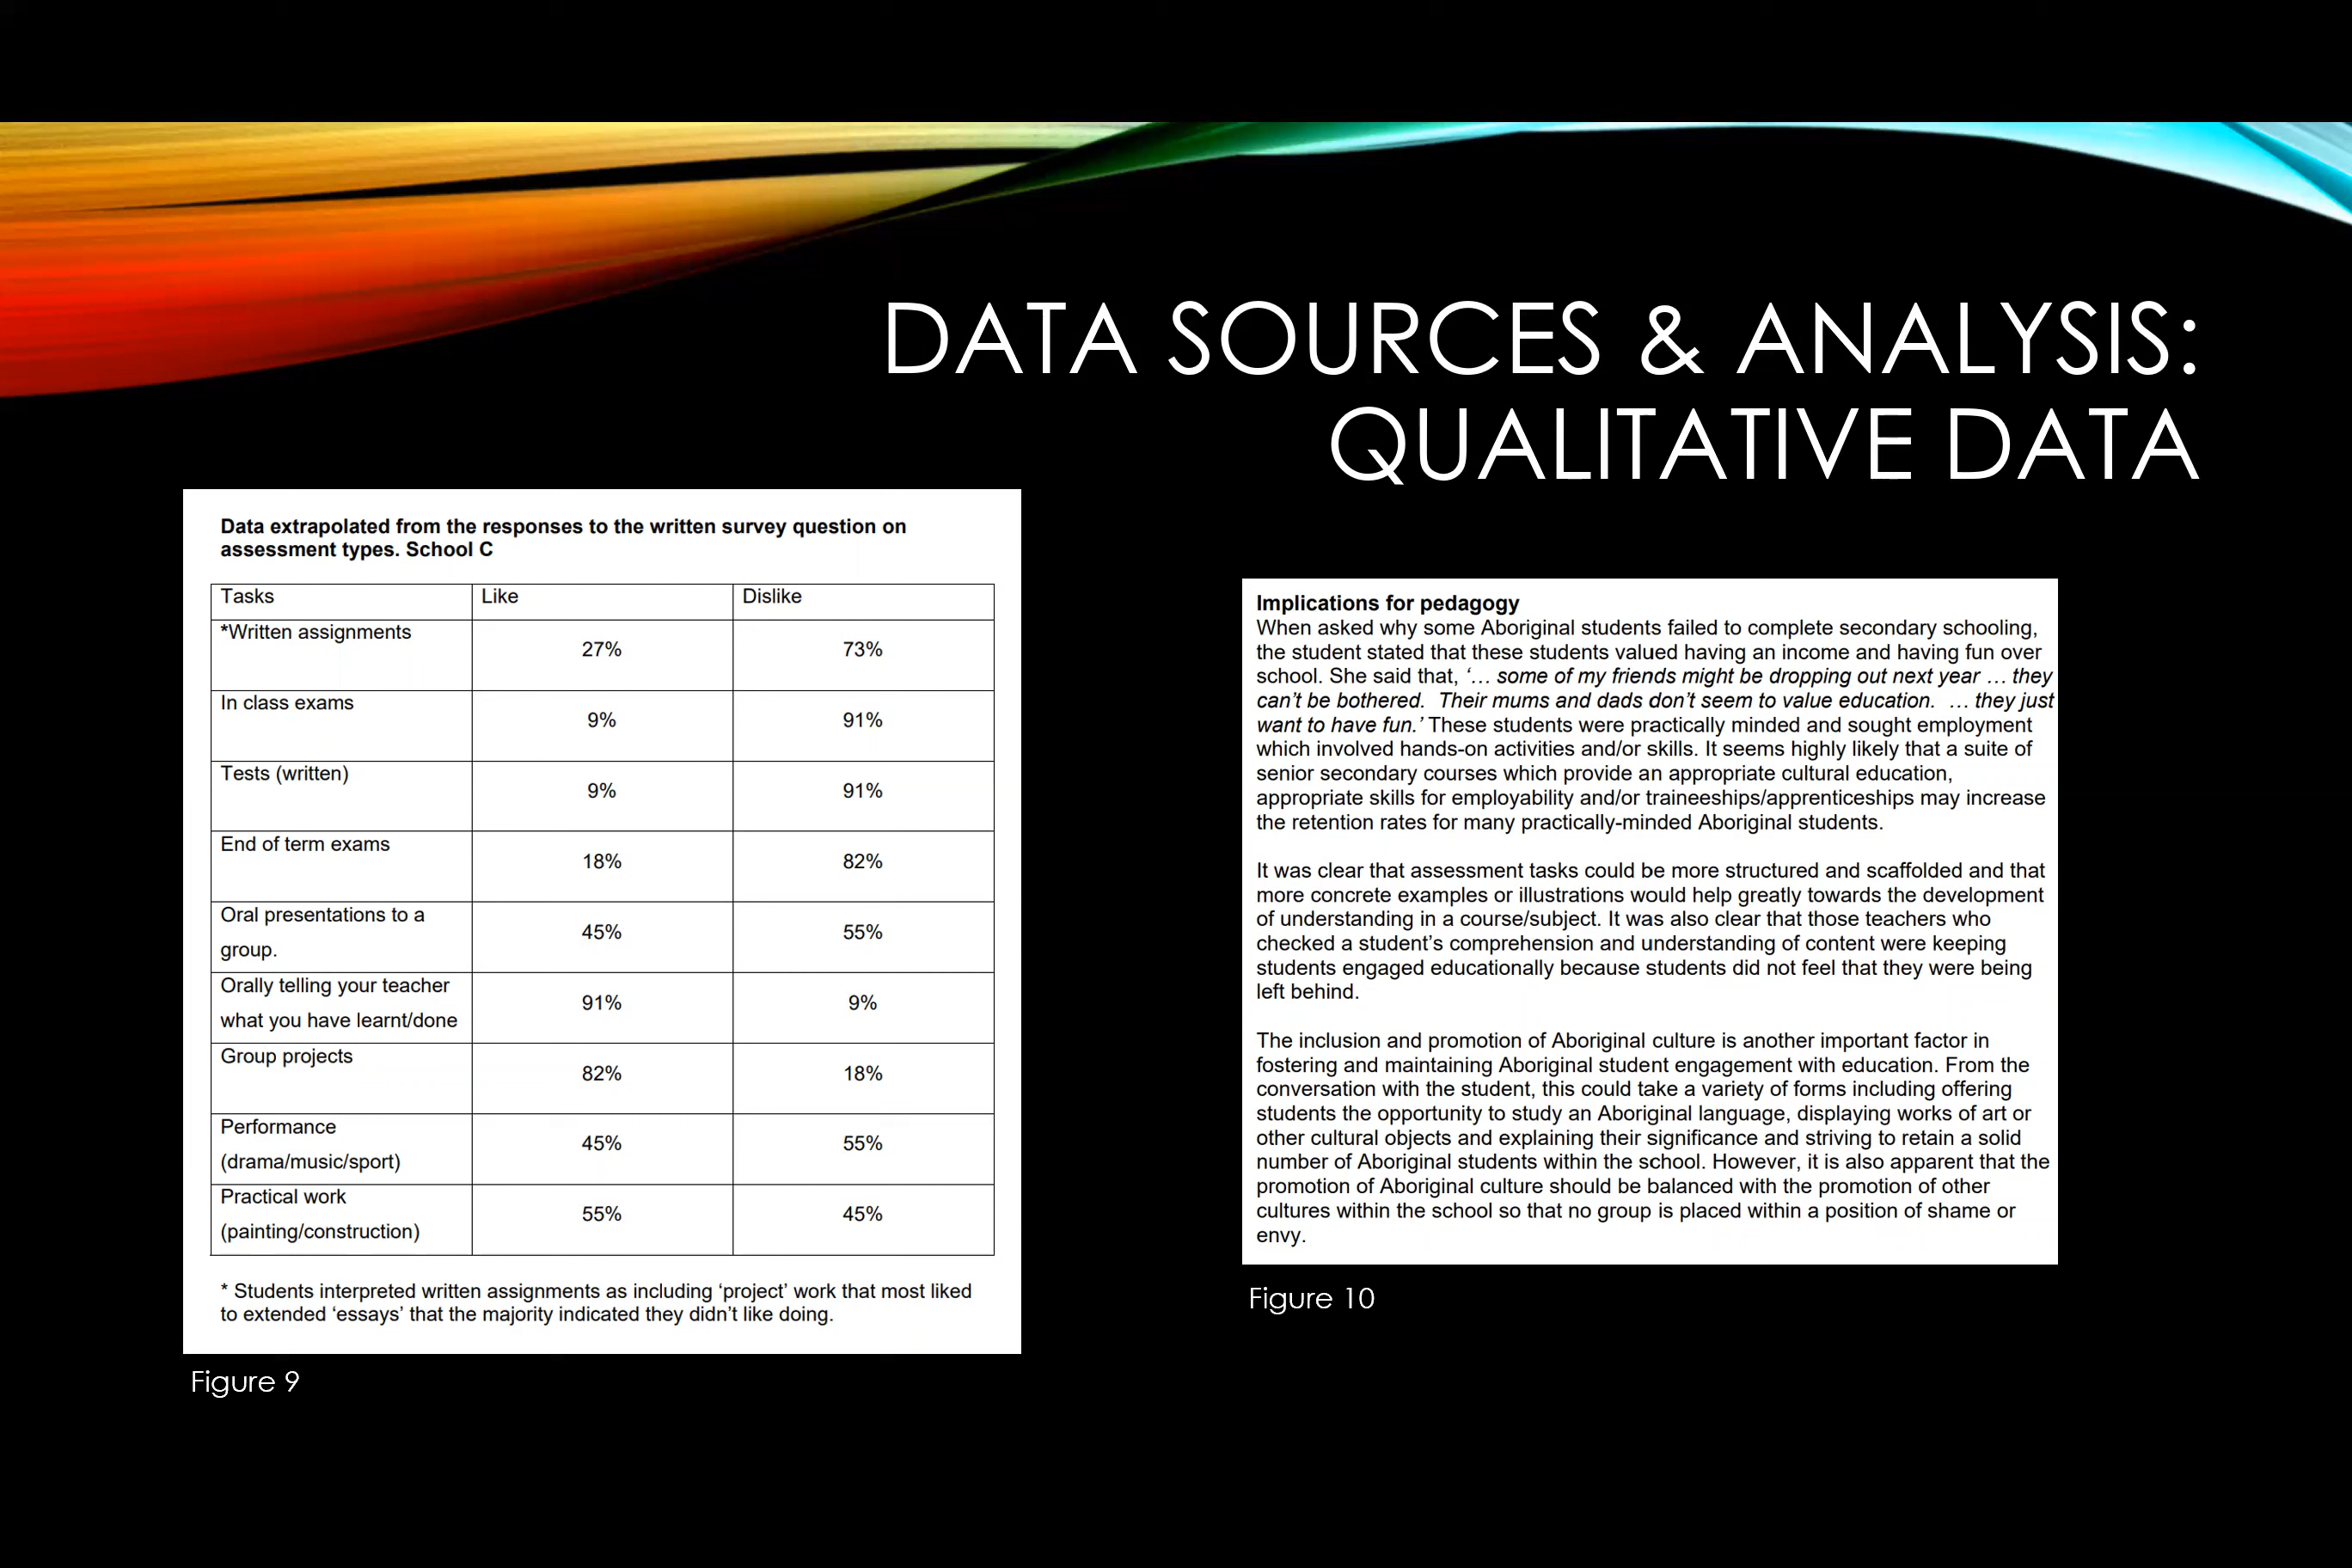 DATA SOURCES & ANALYSIS:
QUALITATIVE DATA
Data extrapolated from the responses to the written survey question on
assessment types. School C
Tasks Like Dislike
*Written assignments 27% 73%
In class exams 9% 91%
Tests (written) 9% 91%
End of term exams 18% 82%
Oral presentations to a
group. 45% 55%
Orally telling your teacher
what you have learnt/done 91% 9%
Group projects 82% 18%
Performance
(drama/music/sport) 45% 55%
Practical work
(painting/construction) 55% 45%
* Students interpreted written assignments as including ‘project’ work that most liked
to extended ‘essays’ that the majority indicated they didn’t like doing.
Figure 9
Implications for pedagogy
When asked why some Aboriginal students failed to complete secondary schooling,
the student stated that these students valued having an income and having fun over
school. She said that, ‘… some of my friends might be dropping out next year … they
can’t be bothered. Their mums and dads don’t seem to value education. … they just
want to have fun.’ These students were practically minded and sought employment
which involved hands-on activities and/or skills. It seems highly likely that a suite of
senior secondary courses which provide an appropriate cultural education,
appropriate skills for employability and/or traineeships/apprenticeships may increase
the retention rates for many practically-minded Aboriginal students.
It was clear that assessment tasks could be more structured and scaffolded and that
more concrete examples or illustrations would help greatly towards the development
of understanding in a course/subject. It was also clear that those teachers who
checked a student’s comprehension and understanding of content were keeping
students engaged educationally because students did not feel that they were being
left behind.
The inclusion and promotion of Aboriginal culture is another important factor in
fostering and maintaining Aboriginal student engagement with education. From the
conversation with the student, this could take a variety of forms including offering
students the opportunity to study an Aboriginal language, displaying works of art or
other cultural objects and explaining their significance and striving to retain a solid
number of Aboriginal students within the school. However, it is also apparent that the
promotion of Aboriginal culture should be balanced with the promotion of other
cultures within the school so that no group is placed within a position of shame or
envy.
Figure 10